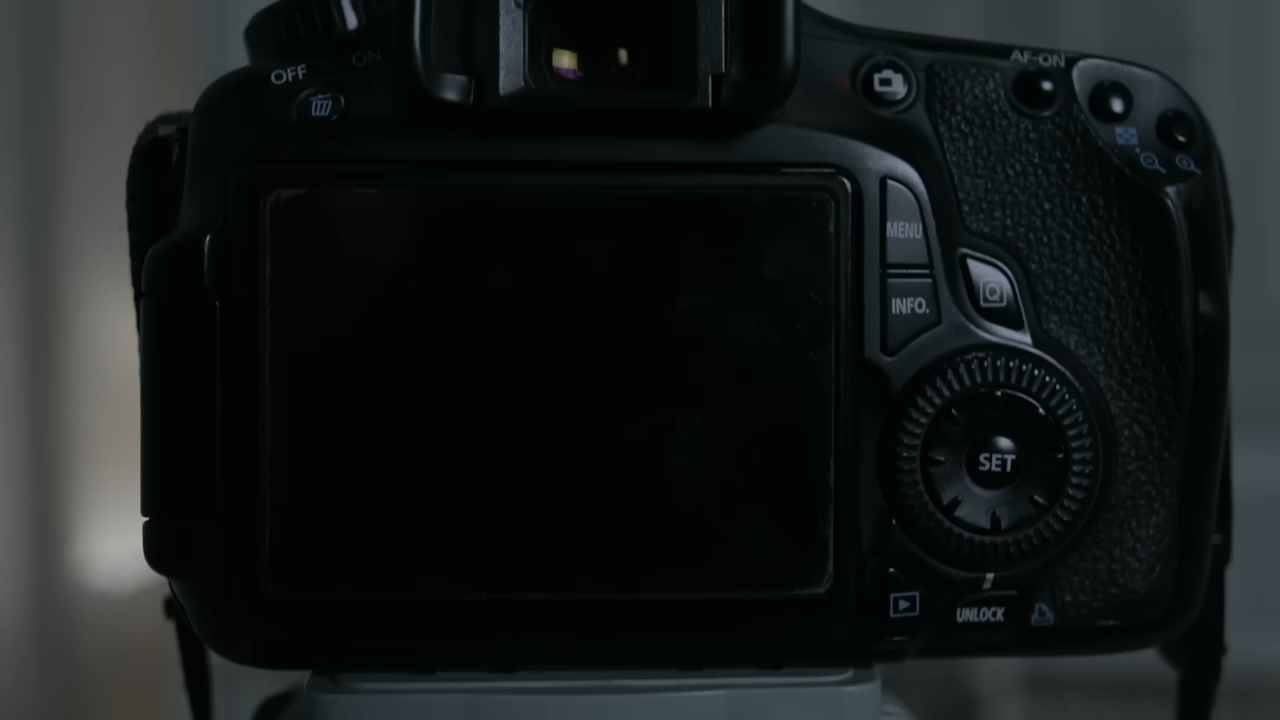 OFF
ON
AF-ON
MENU
Q
INFO.
SET
UNLOCK